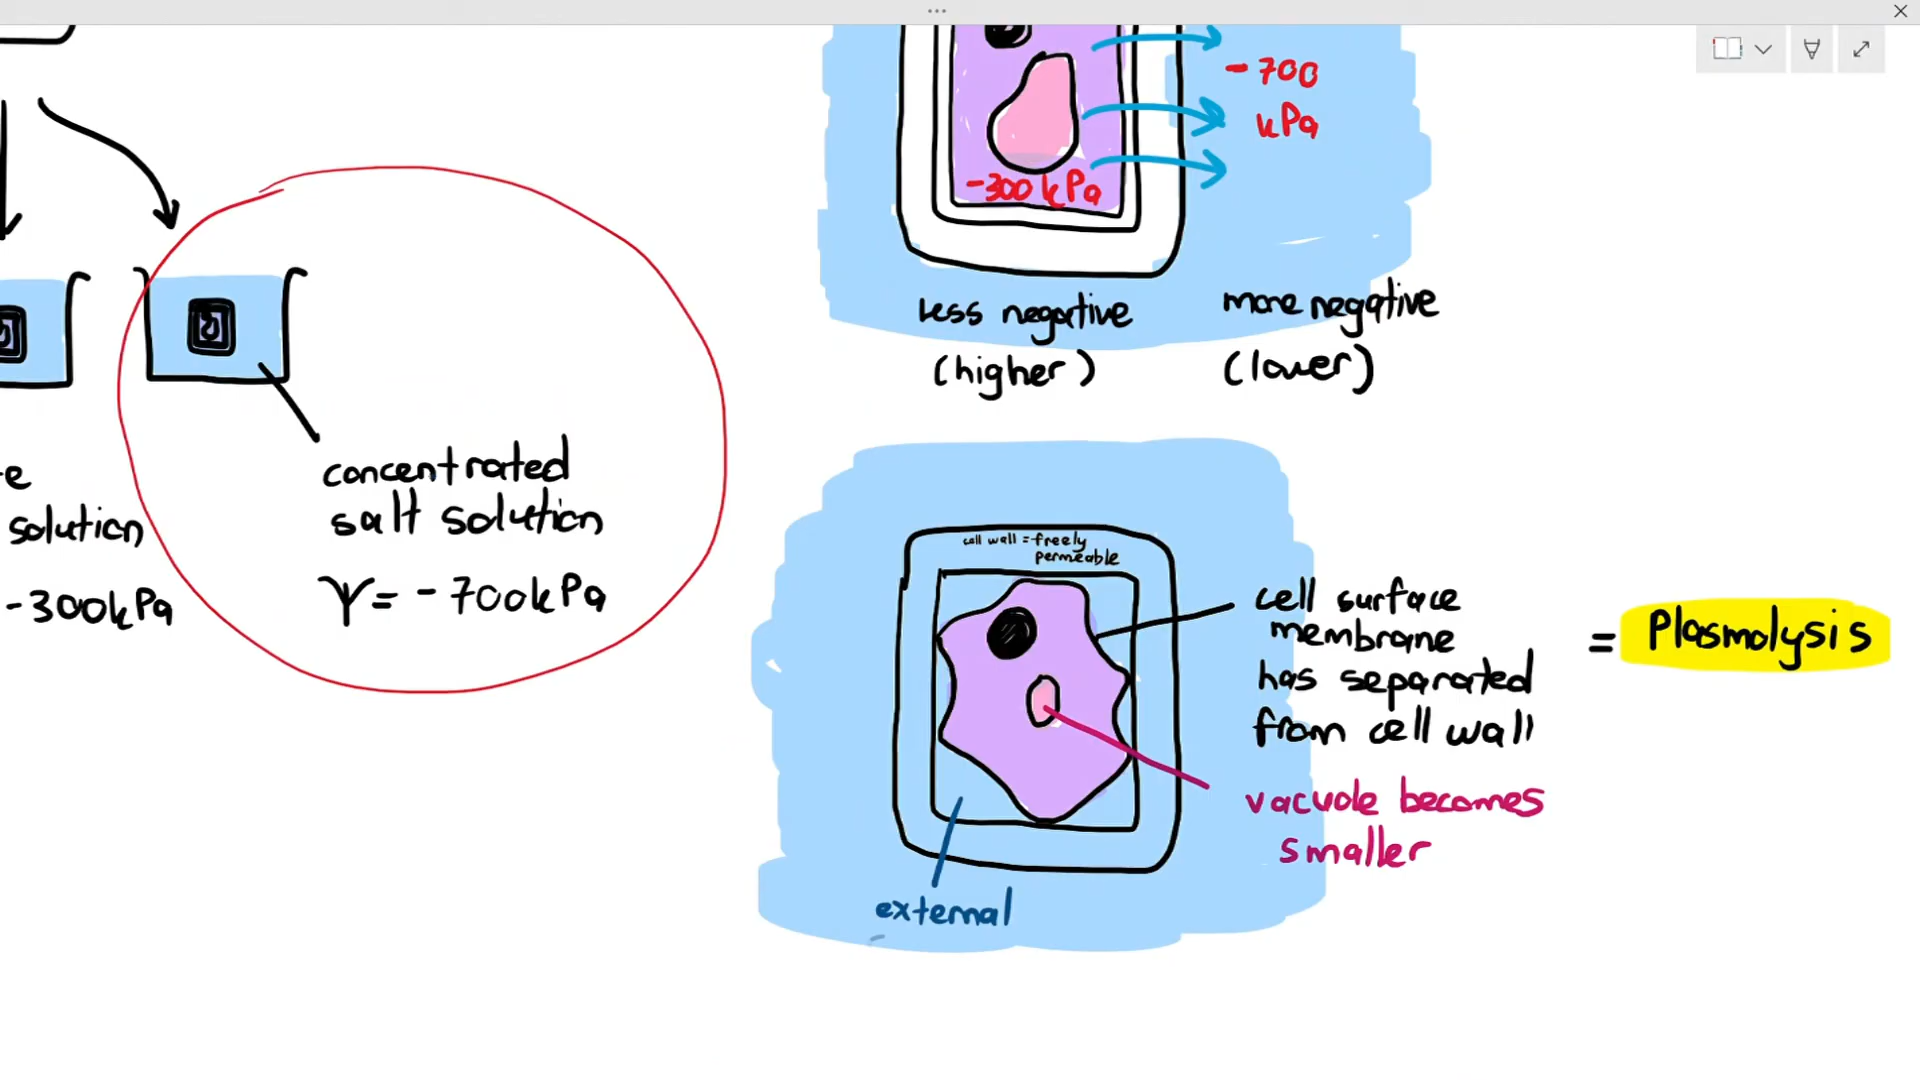 - 700
kPa
-300 kPa
less negative
(higher)
more negative
(lower)
e
solution
-300kPa
concentrated
salt solution
Ψ = - 700kPa
cell wall = freely
permeable
cell surface
membrane
has separated
from cell wall
= Plasmolysis
vacuole becomes
smaller
external